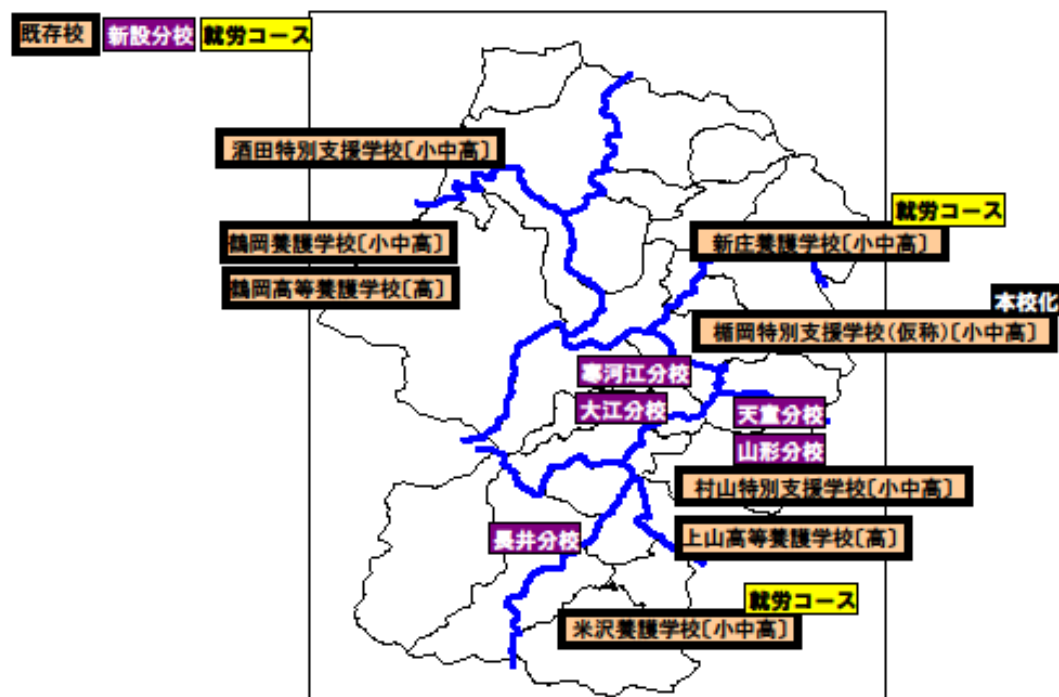 既存校 新設分校 就労コース
酒田特別支援学校〔小中高〕
就労コース
鶴岡養護学校〔小中高〕
新庄養護学校〔小中高〕
鶴岡高等養護学校〔高〕
本校化
楯岡特別支援学校(仮称)〔小中高〕
寒河江分校
大江分校
天童分校
山形分校
村山特別支援学校〔小中高〕
長井分校
上山高等養護学校〔高〕
就労コース
米沢養護学校〔小中高〕